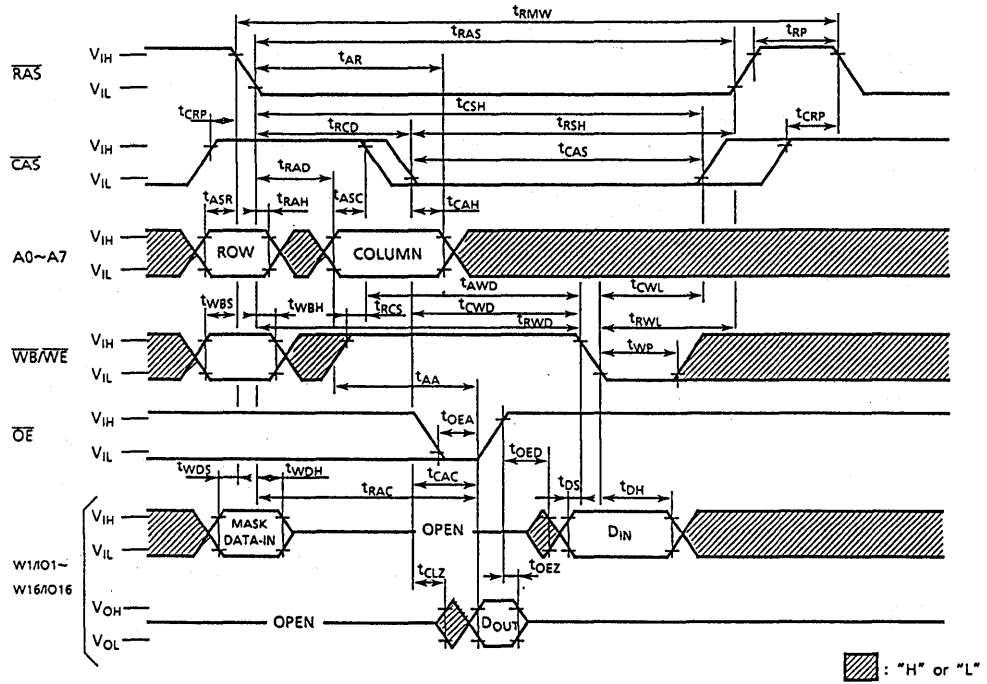 tRMW
tRAS
tRP
tAR
RAS
VIH
VIL
tCSH
tCRP
tRCD
tRSH
tCRP
CAS
VIH
VIL
tCAS
tRAD
tASR
tRAH
tASC
tCAH
A0~A7
VIH
VIL
ROW
COLUMN
tAWD
tCWL
tWBS
tWBH
tRCS
tCWD
tRWD
tRWL
WB/WE
VIH
VIL
tWP
tAA
OE
VIH
VIL
tOEA
tOED
tWDS
tWDH
tCAC
tRAC
tDS
tDH
VIH
VIL
MASK
DATA-IN
OPEN
DIN
W1/IO1~
W16/IO16
tCLZ
tOEZ
VOH
VOL
OPEN
DOUT
: "H" or "L"